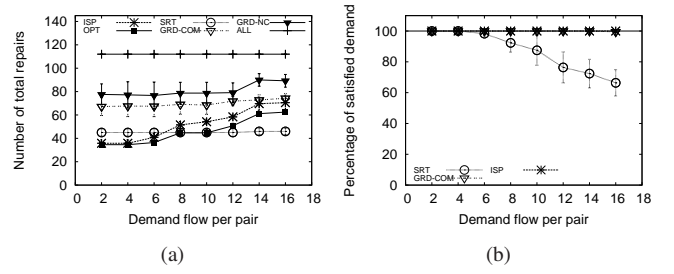 ISP SRT GRD-NC
OPT GRD-COM ALL
Number of total repairs
140
120
100
80
60
40
20
0
0 2 4 6 8 10 12 14 16 18
Demand flow per pair
(a)
Percentage of satisfied demand
100
80
60
40
20
0
SRT ISP
GRD-COM
0 2 4 6 8 10 12 14 16 18
Demand flow per pair
(b)